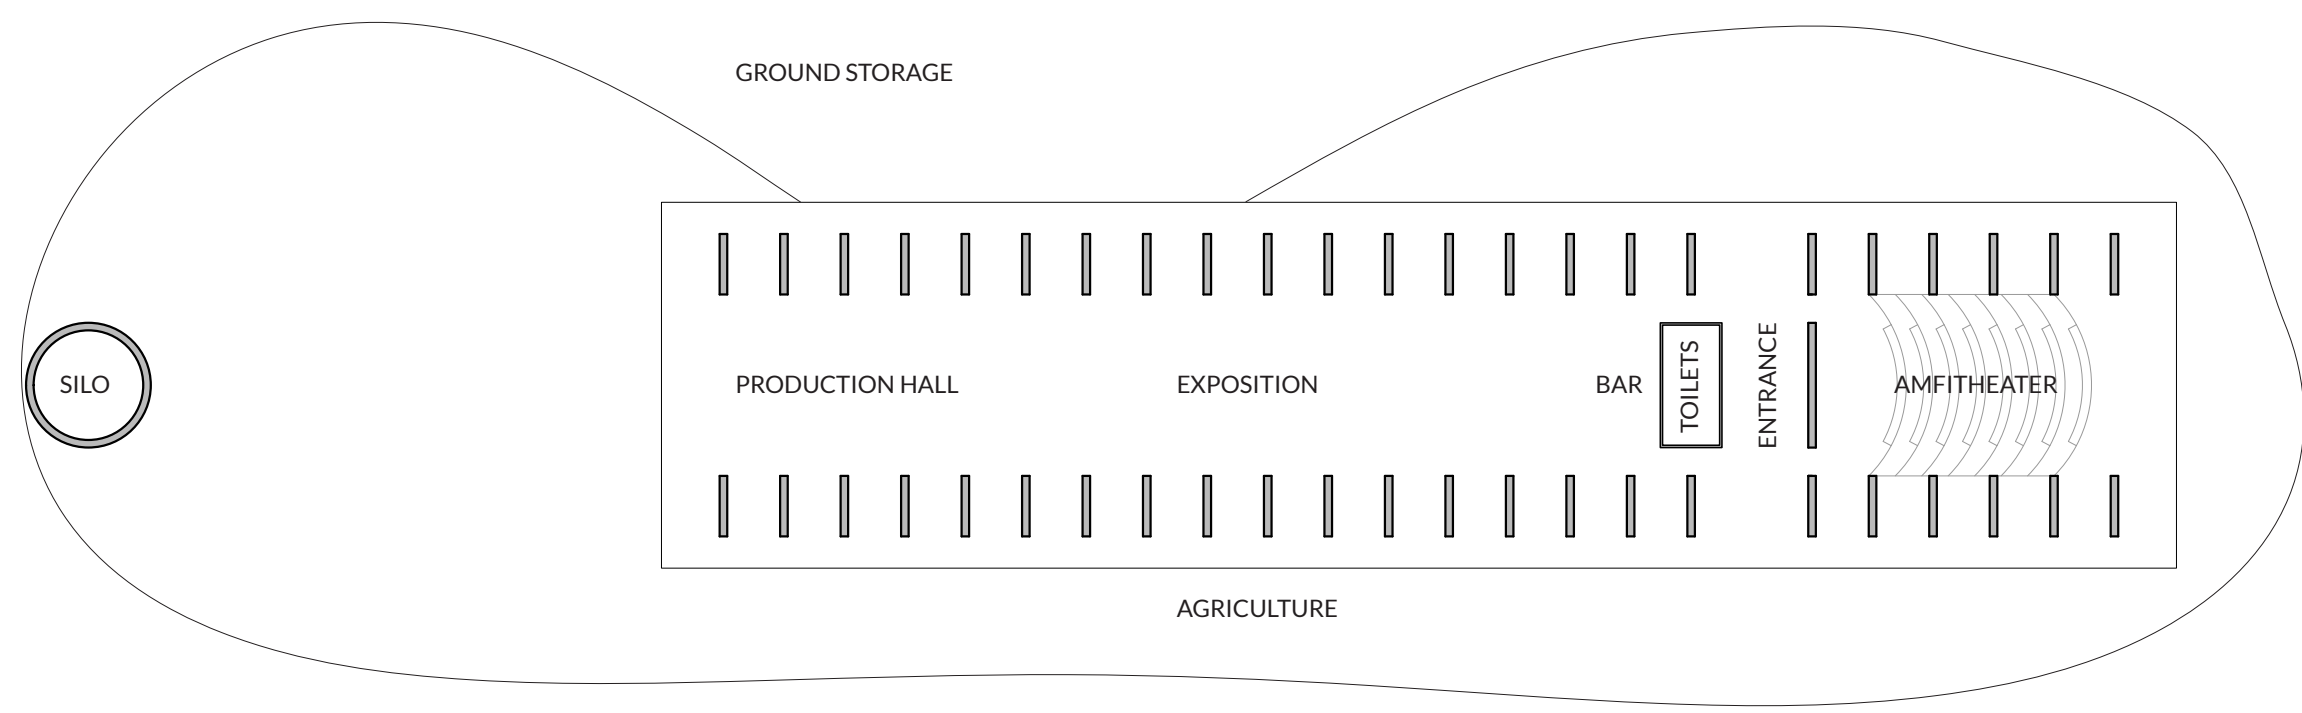 GROUND STORAGE
SILO
PRODUCTION HALL
EXPOSITION
BAR
TOILETS
ENTRANCE
AMFITHEATER
AGRICULTURE